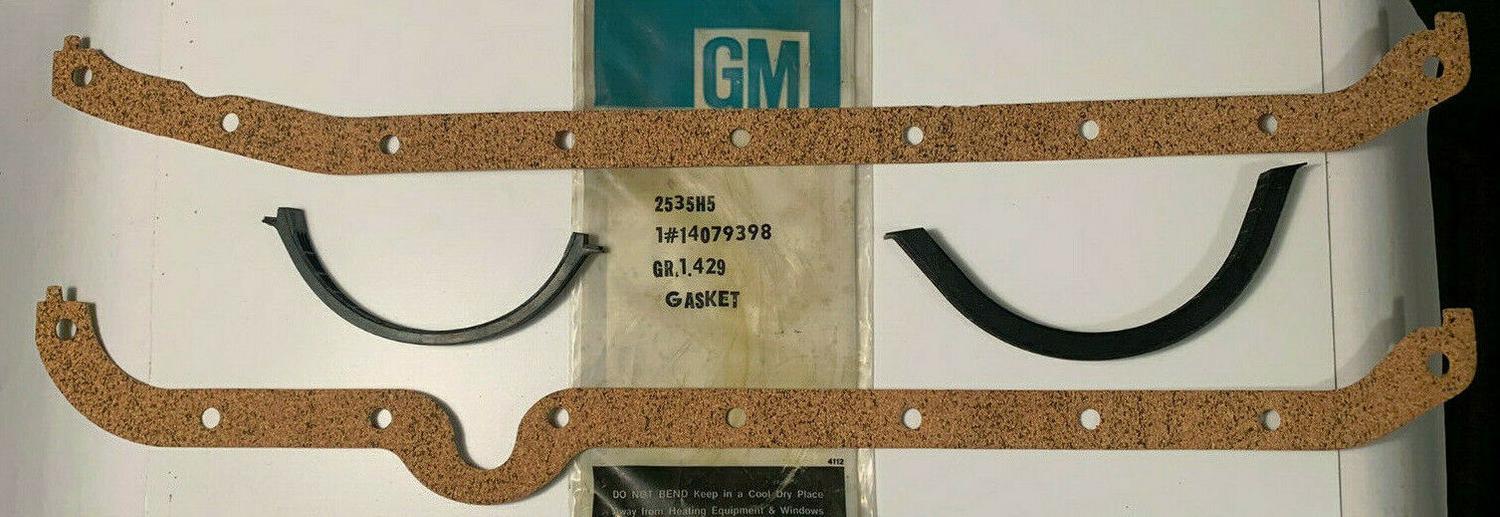 GM
2535H5
1#14079398
GR.1.429
GASKET
4112
DO NOT BEND Keep in a Cool Dry Place
Away from Heating Equipment & Windows